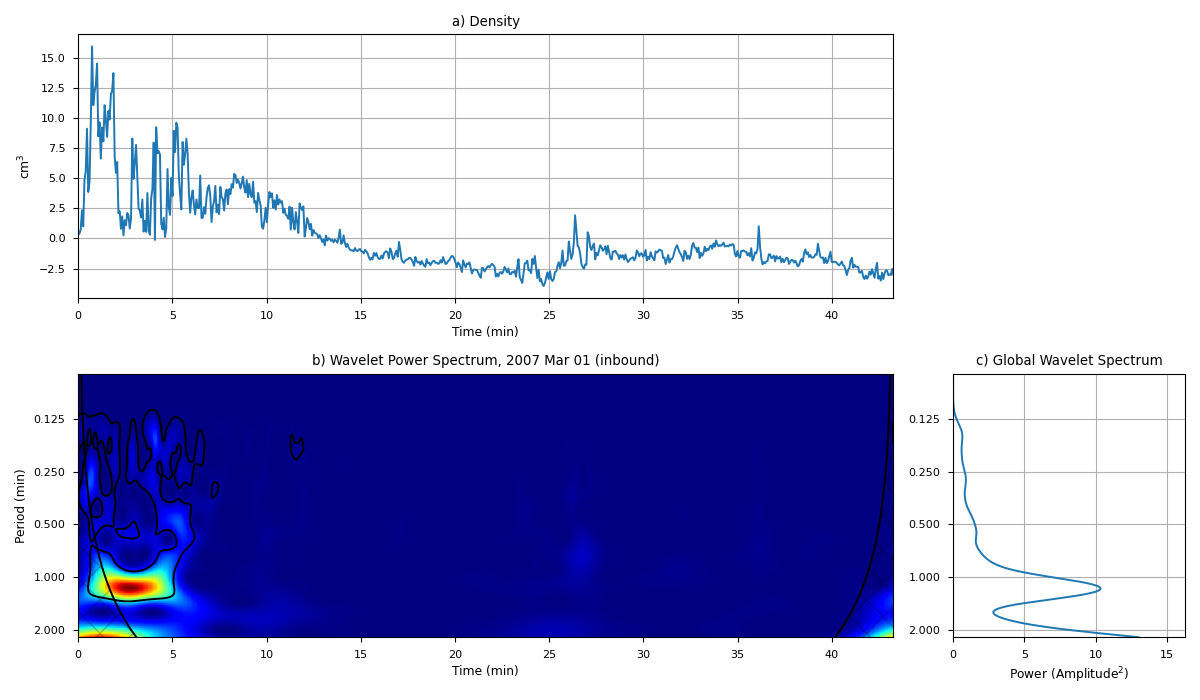 a) Density
15.0
12.5
10.0
7.5
5.0
2.5
0.0
−2.5
cm³
0 5 10 15 20 25 30 35 40
Time (min)
b) Wavelet Power Spectrum, 2007 Mar 01 (inbound)
0.125
0.250
0.500
1.000
2.000
Period (min)
0 5 10 15 20 25 30 35 40
Time (min)
c) Global Wavelet Spectrum
0.125
0.250
0.500
1.000
2.000
0 5 10 15
Power (Amplitude²)